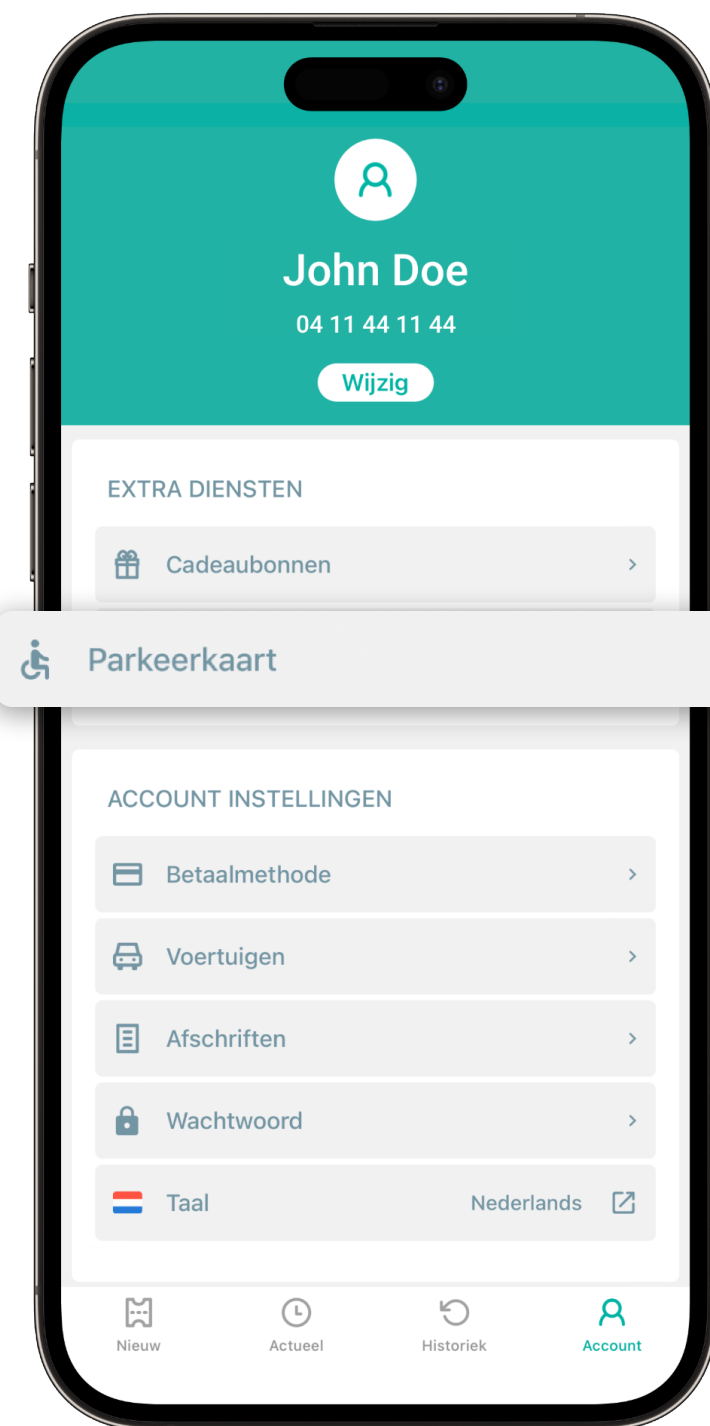 John Doe
04 11 44 11 44
Wijzig
EXTRA DIENSTEN
Cadeaubonnen
Parkeerkaart
ACCOUNT INSTELLINGEN
Betaalmethode
Voertuigen
Afschriften
Wachtwoord
Taal Nederlands
Nieuw Actueel Historiek Account